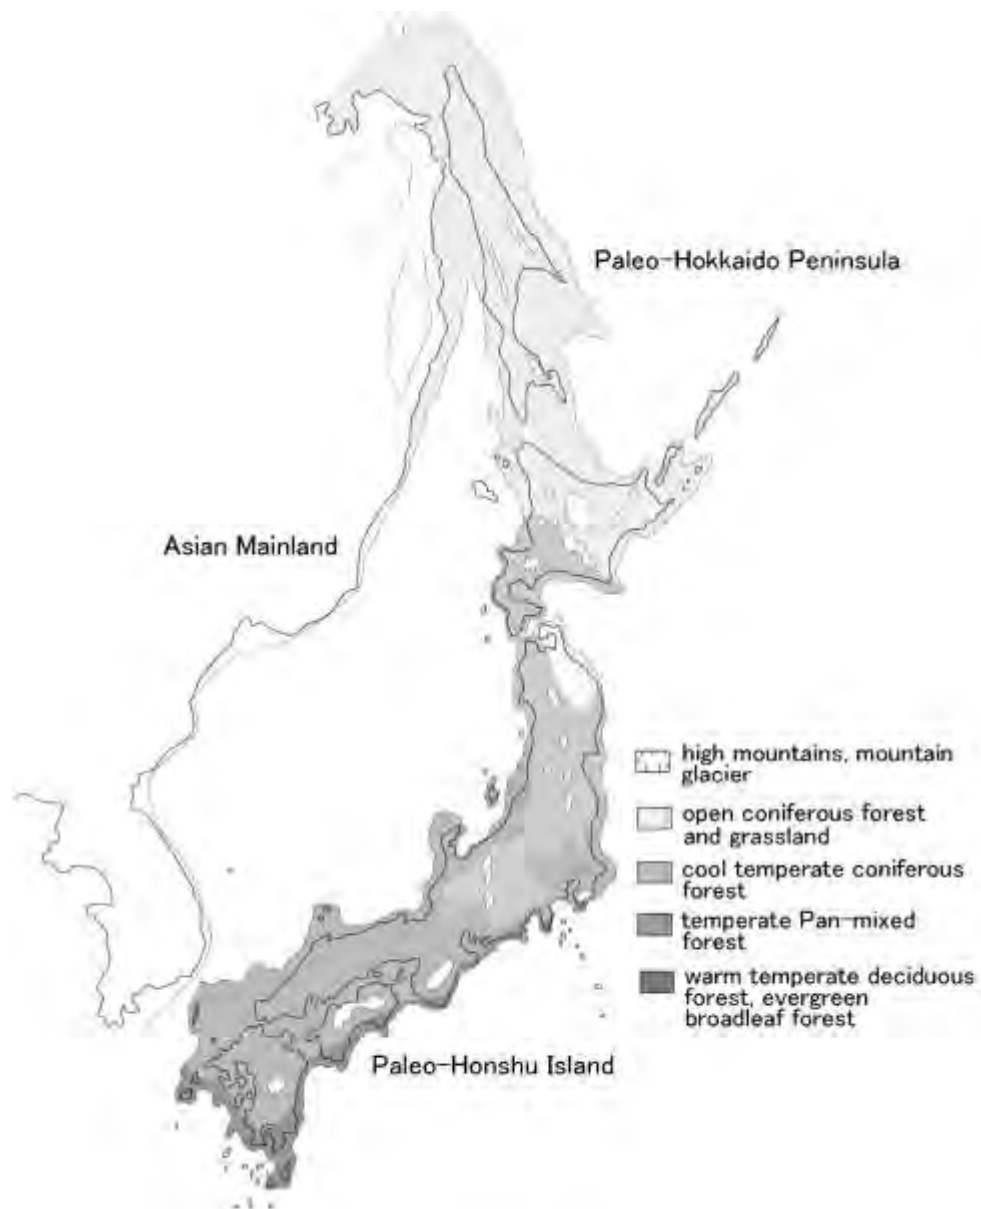 Paleo-Hokkaido Peninsula
Asian Mainland
high mountains, mountain
glacier
open coniferous forest
and grassland
cool temperate coniferous
forest
temperate Pan-mixed
forest
warm temperate deciduous
forest, evergreen
broadleaf forest
Paleo-Honshu Island